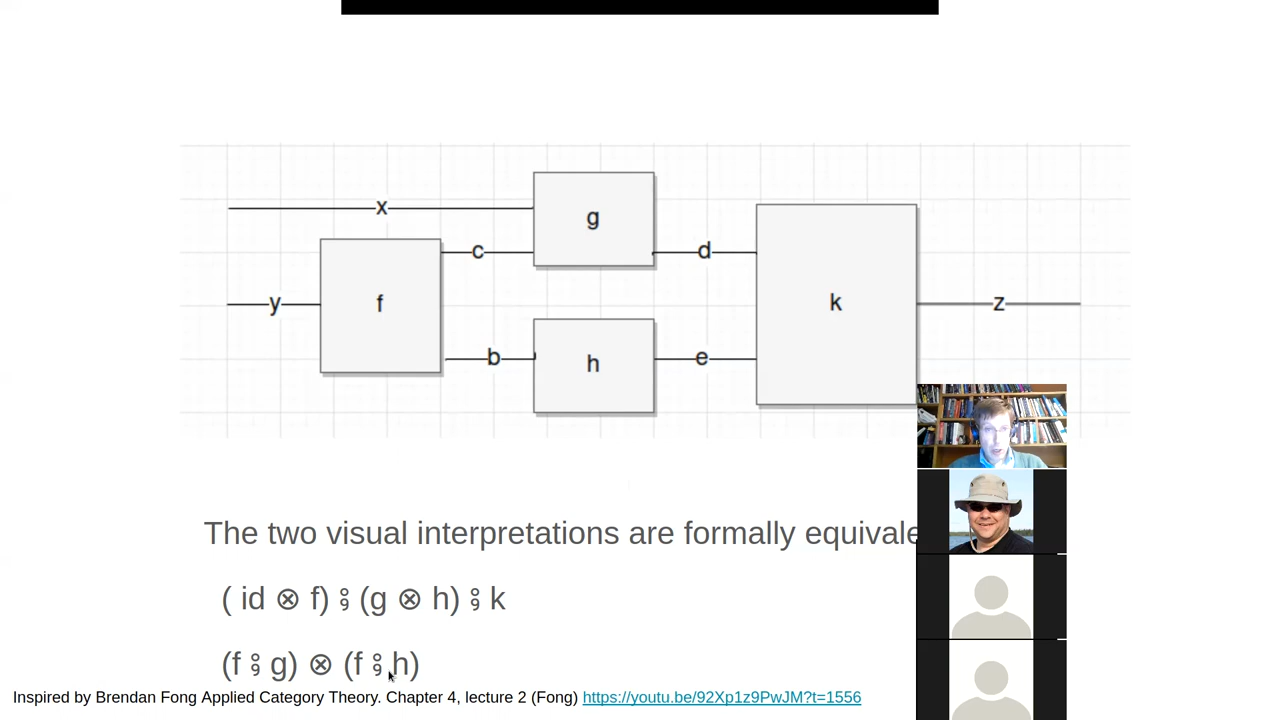 x
g
c
d
y
f
k
z
b
h
e
The two visual interpretations are formally equivale
( id ⊗ f) ⨾ (g ⊗ h) ⨾ k
(f ⨾ g) ⊗ (f ⨾ h)
Inspired by Brendan Fong Applied Category Theory. Chapter 4, lecture 2 (Fong) https://youtu.be/92Xp1z9PwJM?t=1556